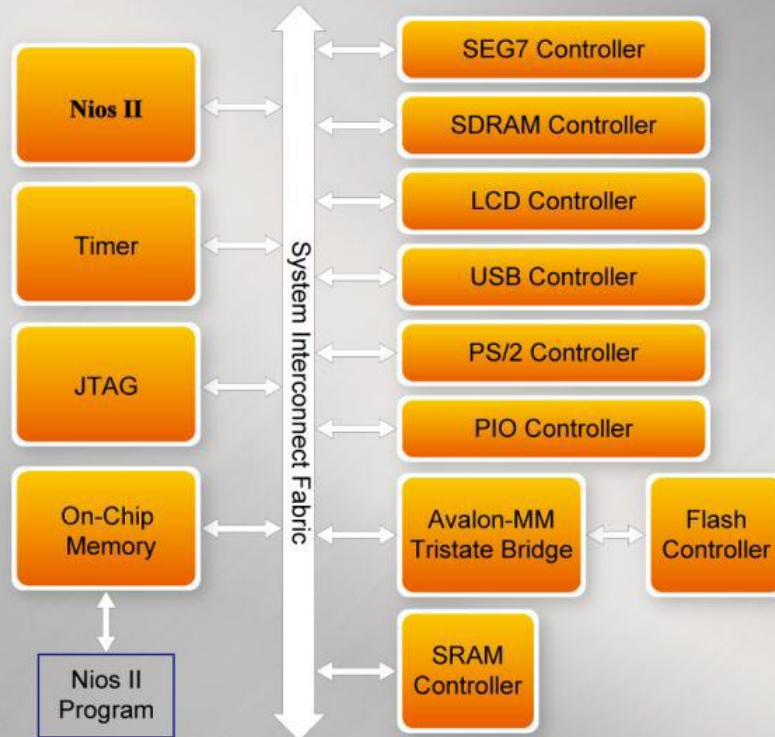 Nios II
Timer
JTAG
On-Chip
Memory
Nios II
Program
System Interconnect Fabric
SEG7 Controller
SDRAM Controller
LCD Controller
USB Controller
PS/2 Controller
PIO Controller
Avalon-MM
Tristate Bridge
Flash
Controller
SRAM
Controller